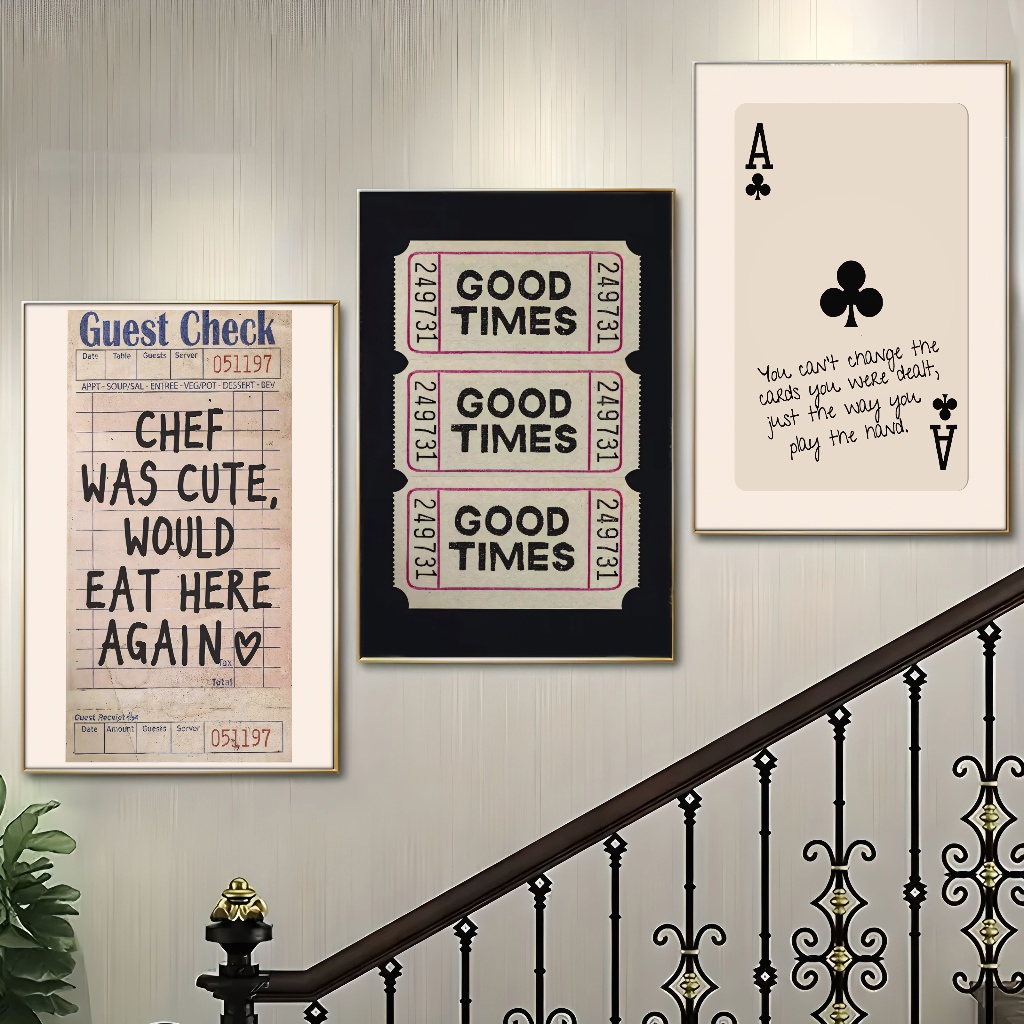 Guest Check
Date Table Guests Server 051197
APPT - SOUP/SAL - ENTREE - VEG/POT - DESSERT - BEV
CHEF
WAS CUTE,
WOULD
EAT HERE
AGAIN♡
Tax
Total
Guest Receipt
Date Amount Guests Server 051197
249731 GOOD TIMES 249731
249731 GOOD TIMES 249731
249731 GOOD TIMES 249731
A
You can't change the
cards you were dealt,
just the way you
play the hand.
A